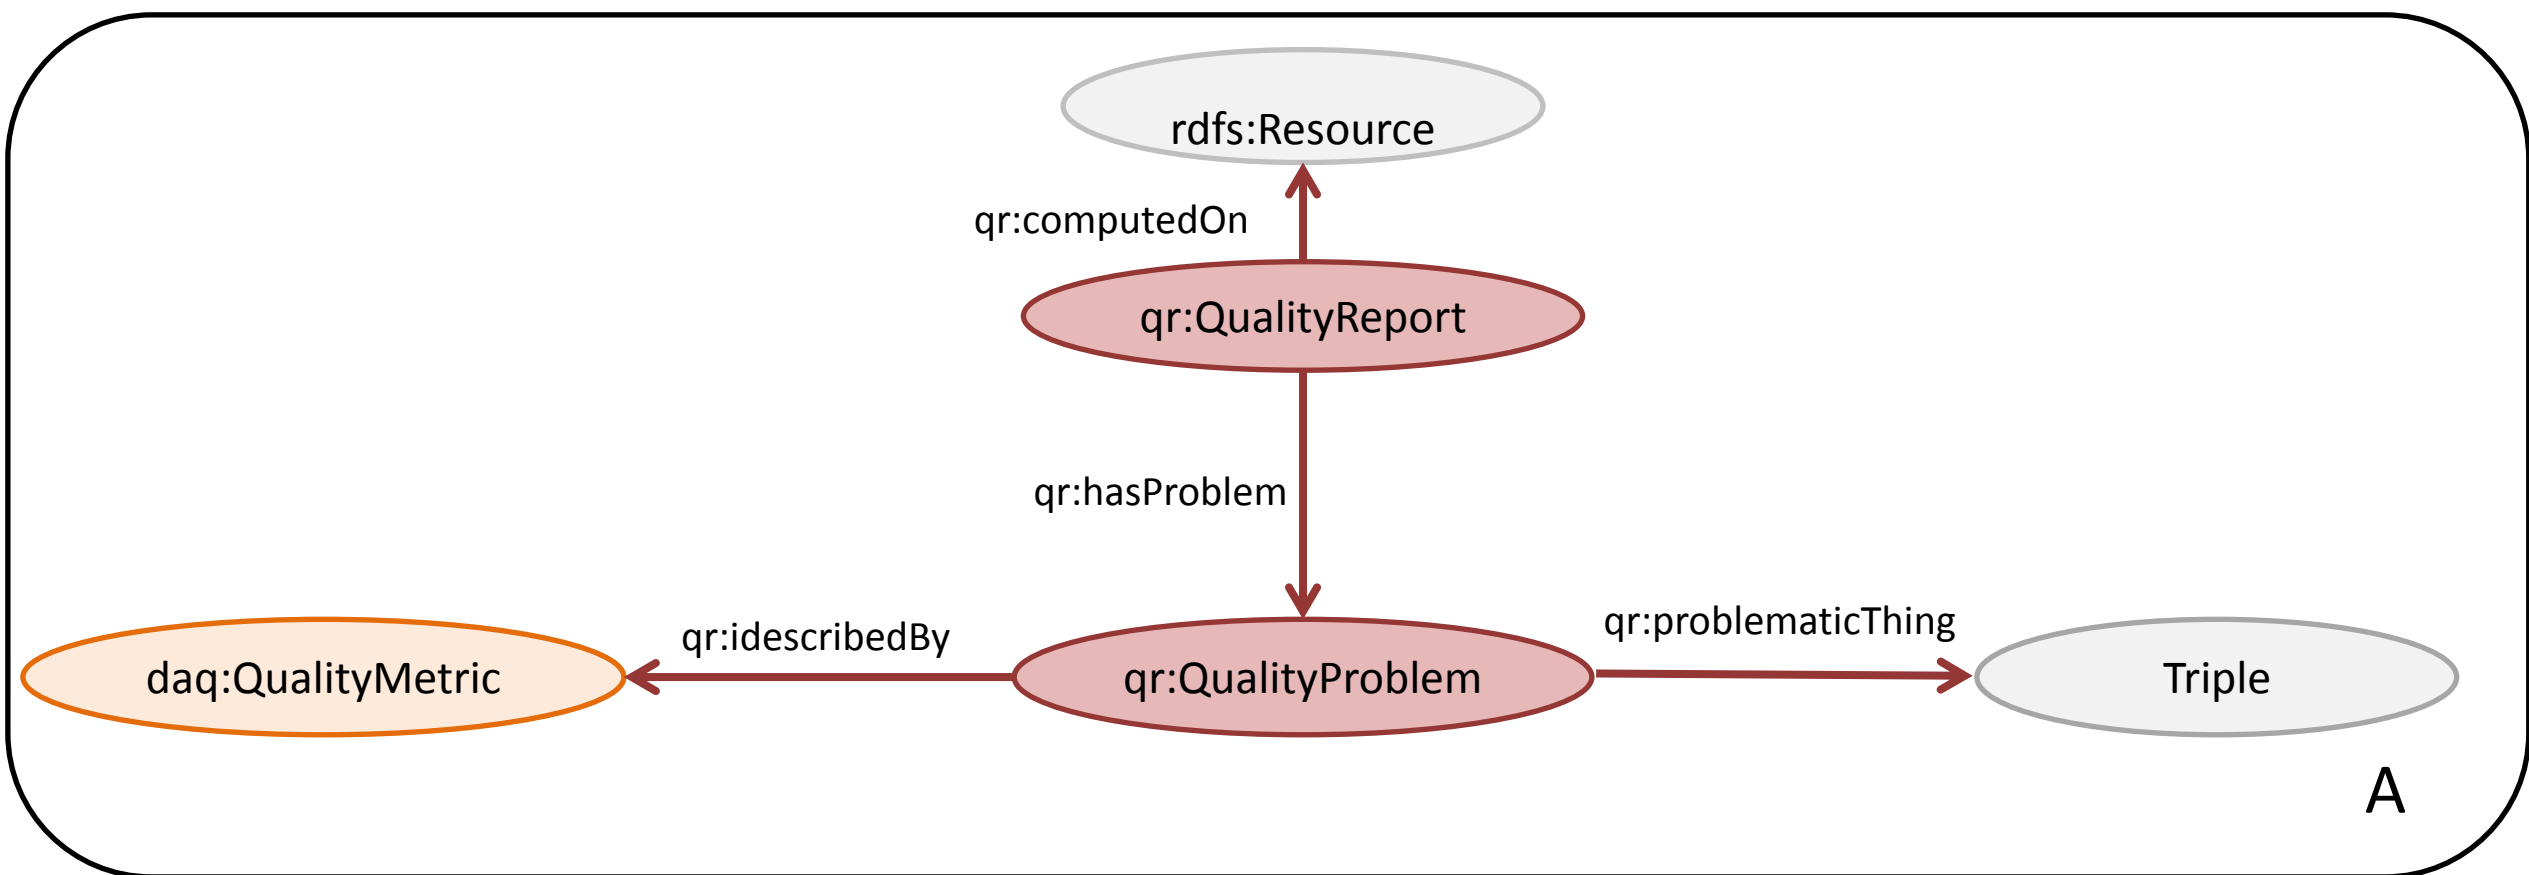 rdfs:Resource
qr:computedOn
qr:QualityReport
qr:hasProblem
qr:idescribedBy
qr:problematicThing
daq:QualityMetric
qr:QualityProblem
Triple
A